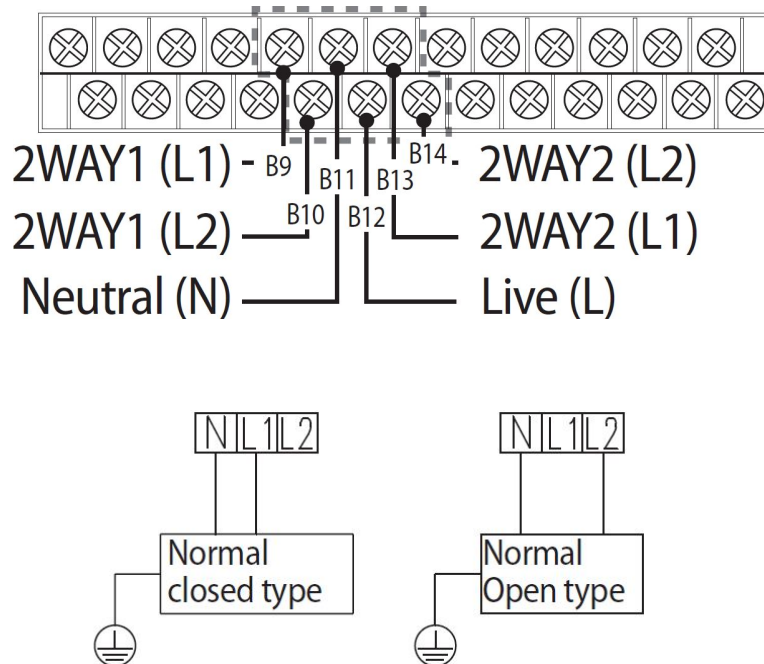 2WAY1 (L1) B9 B14 2WAY2 (L2)
B11 B13
2WAY1 (L2) B10 B12 2WAY2 (L1)
Neutral (N) Live (L)
N L1 L2
N L1 L2
Normal
closed type
Normal
Open type